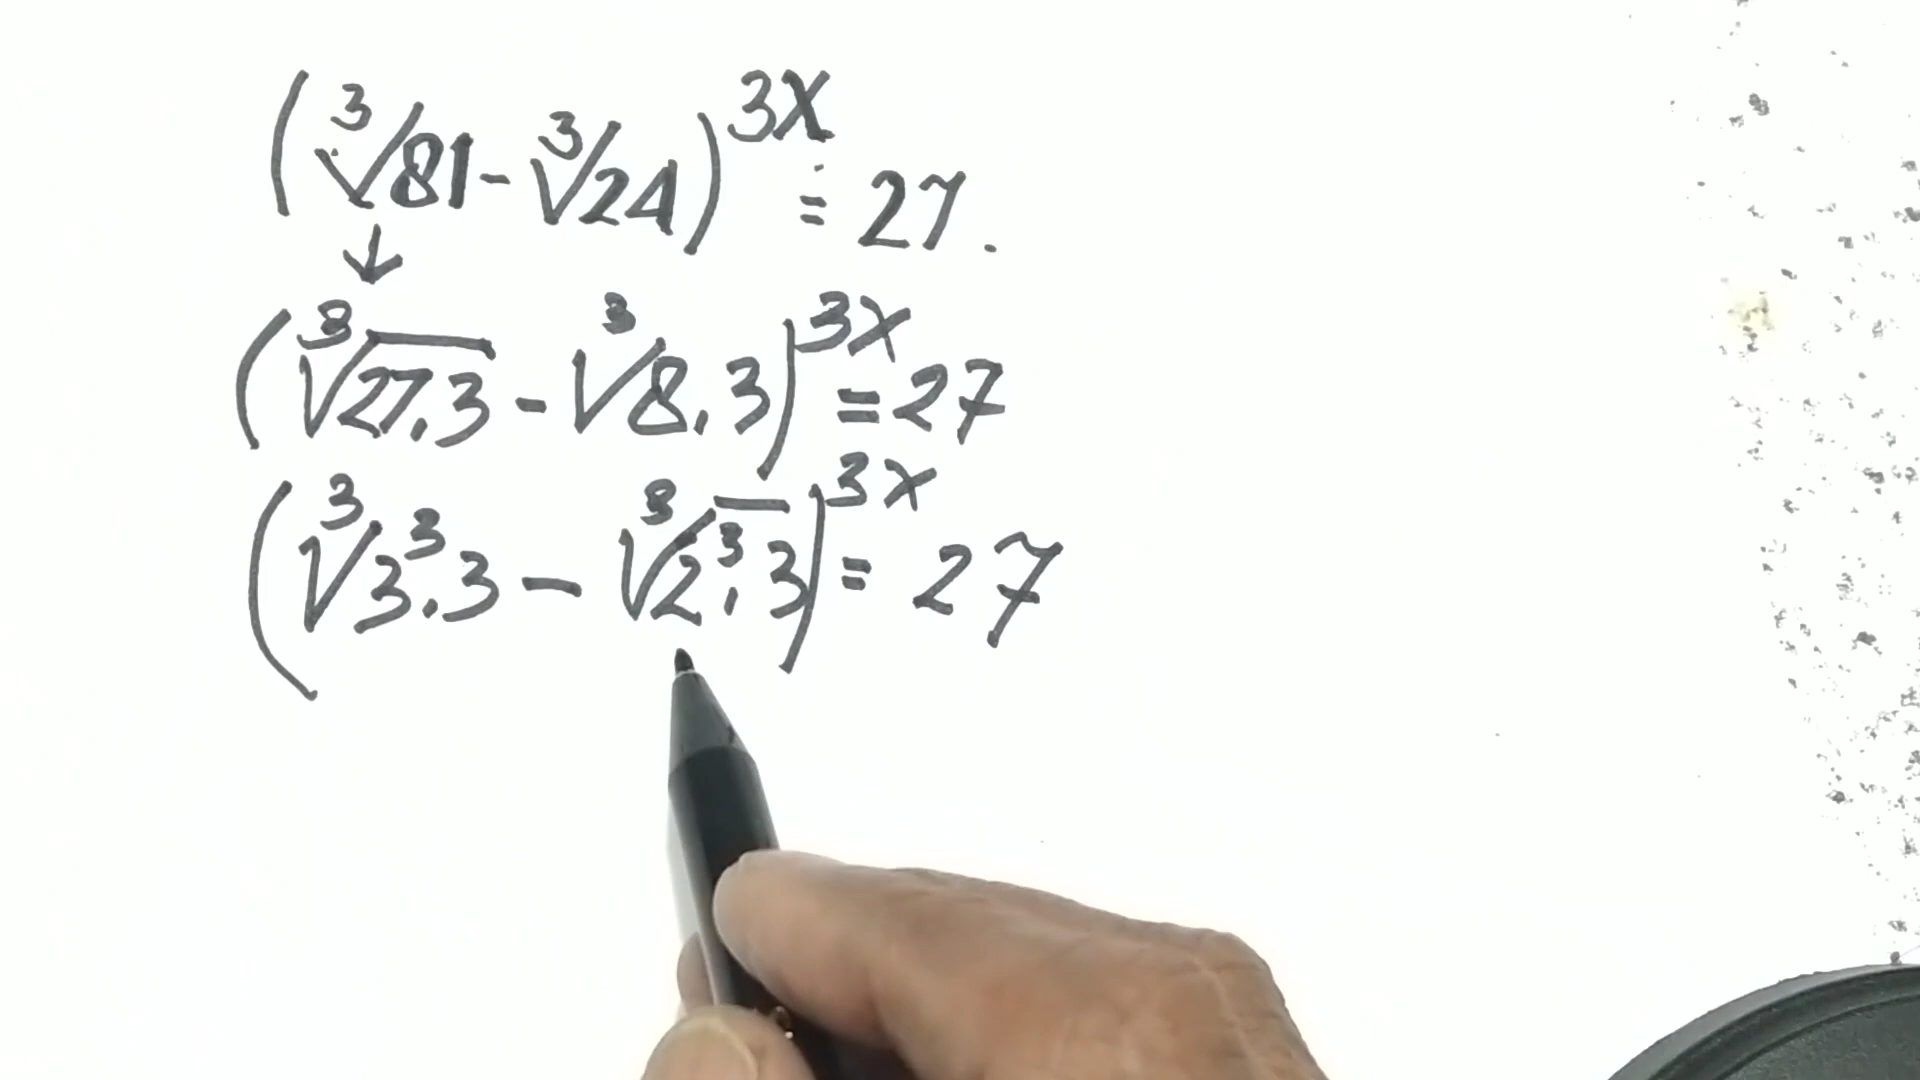 (∛81 - ∛24)^3X = 27.
↓
(∛27.3 - ∛8.3)^3X = 27
(∛3³.3 - ∛2³.3)^3X = 27